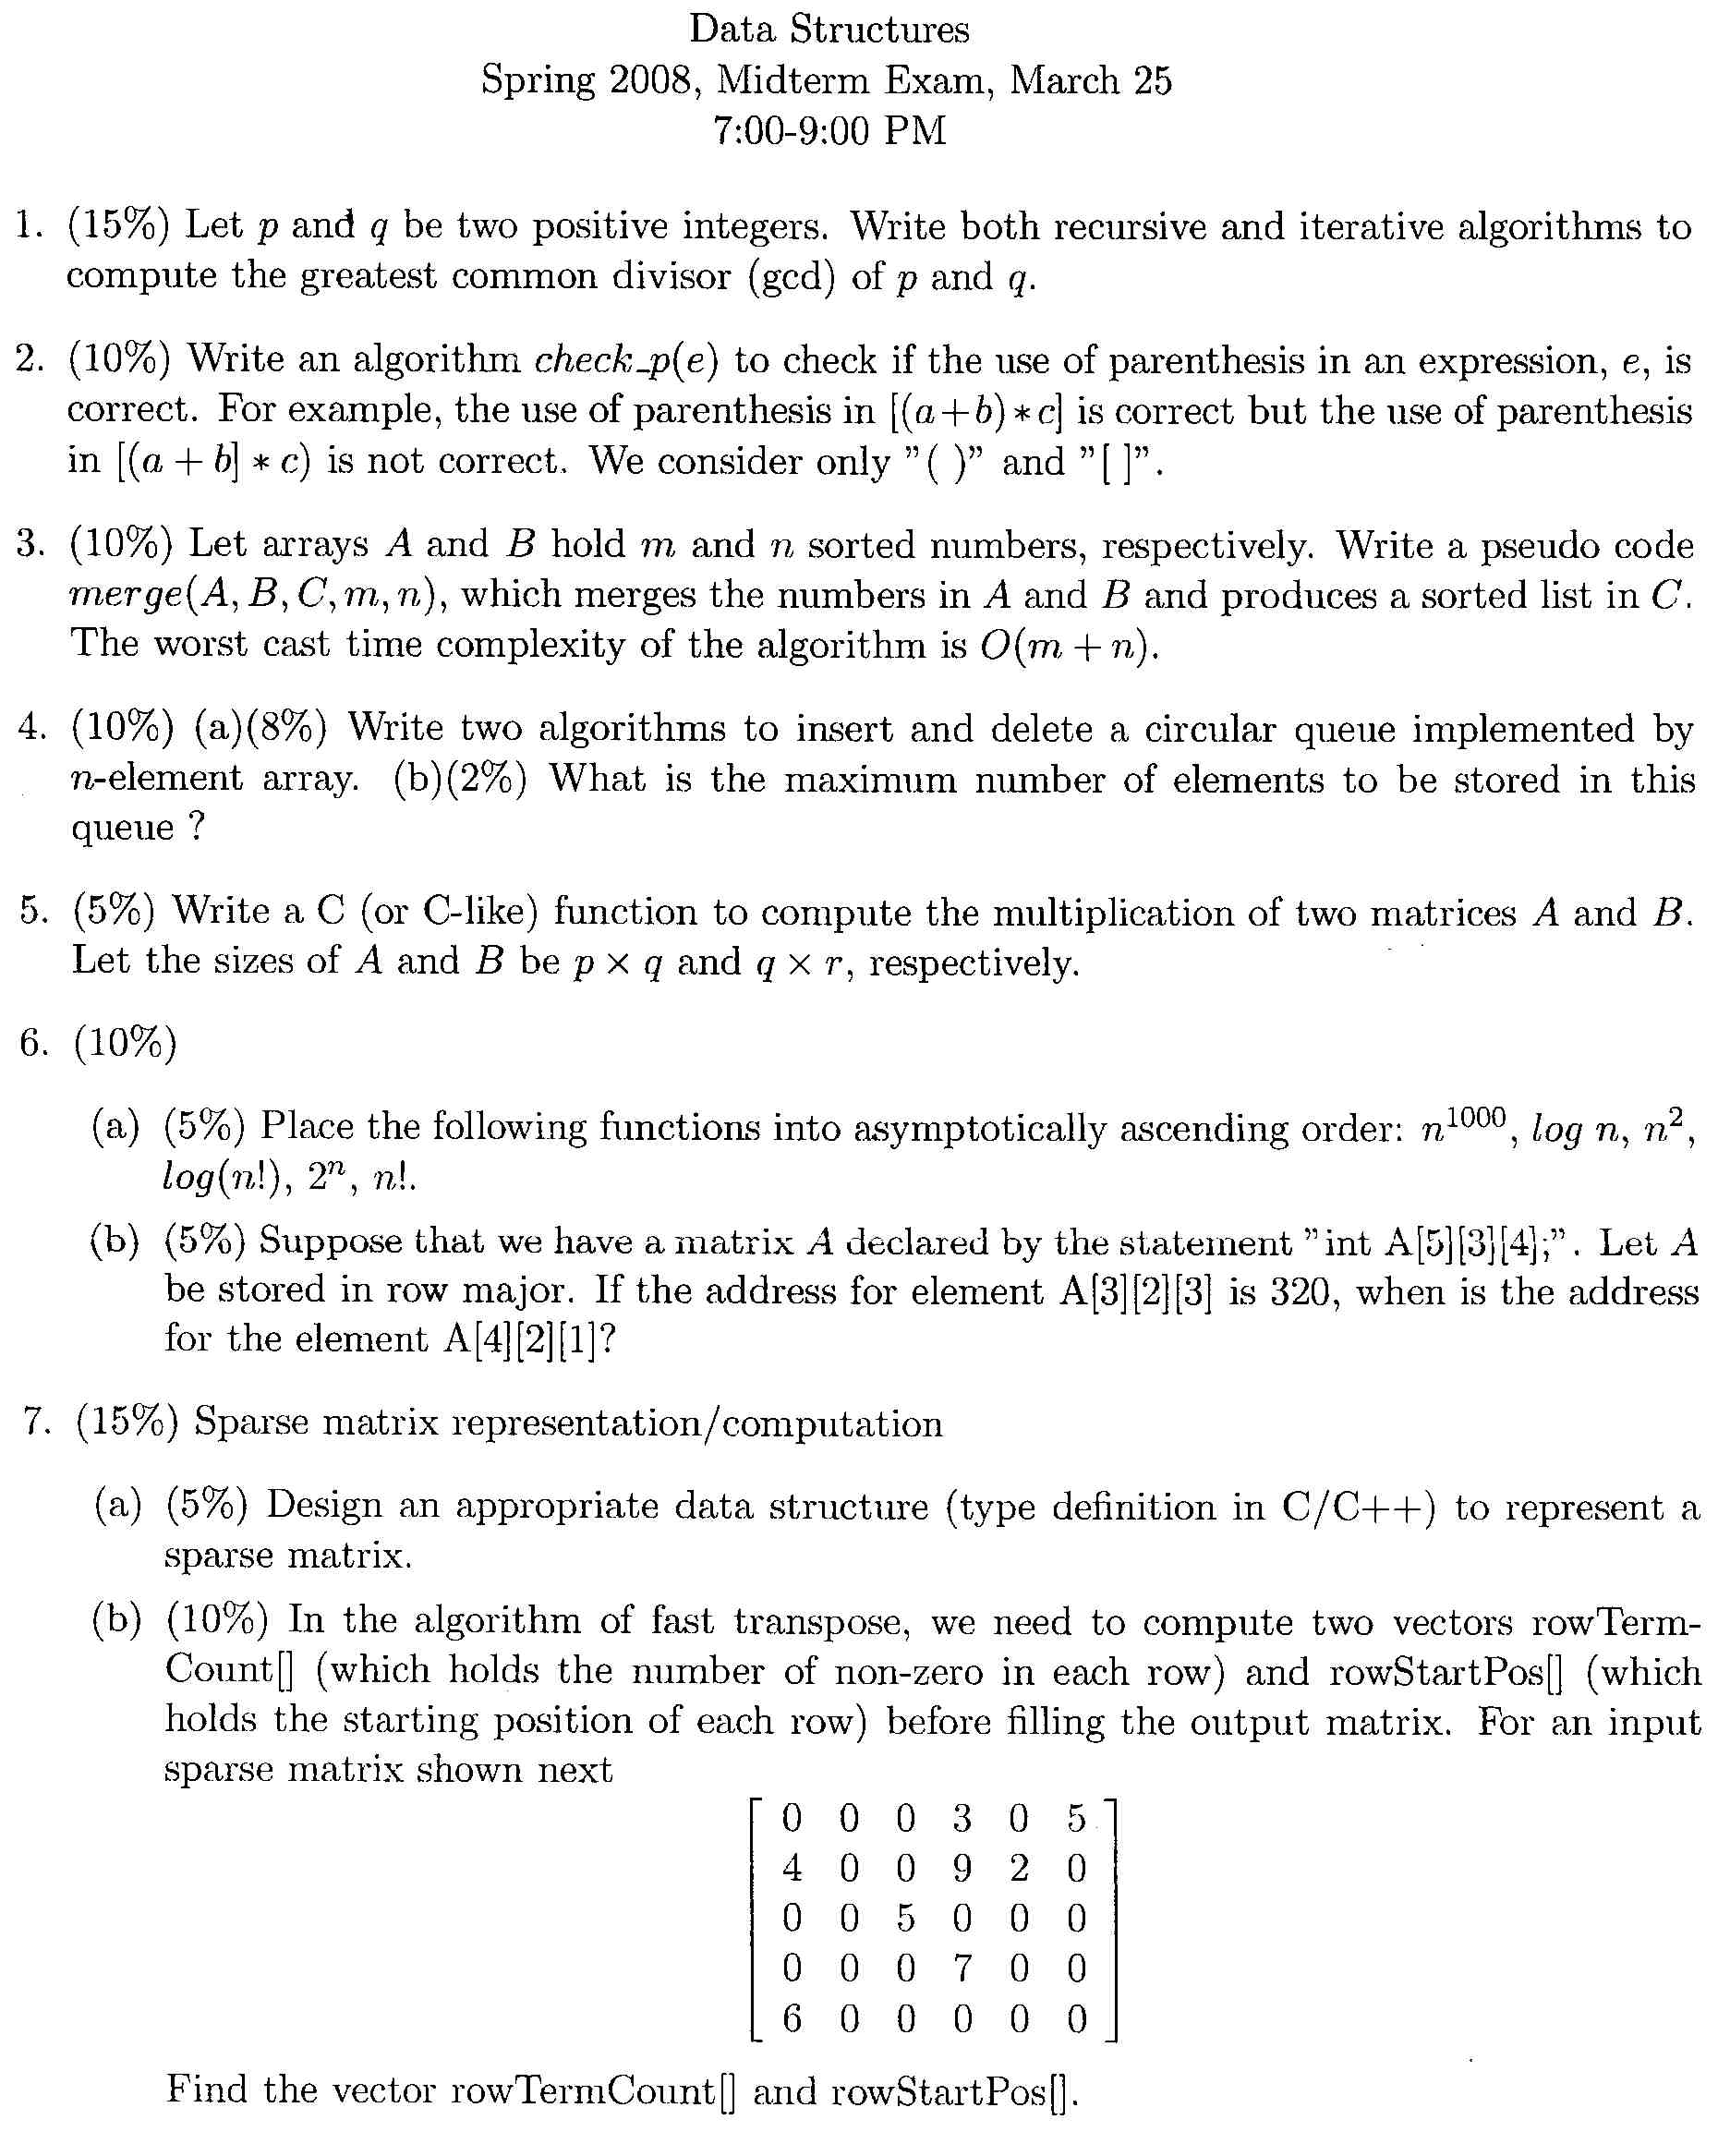 Data Structures
Spring 2008, Midterm Exam, March 25
7:00-9:00 PM
1. (15%) Let p and q be two positive integers. Write both recursive and iterative algorithms to
compute the greatest common divisor (gcd) of p and q.
2. (10%) Write an algorithm check_p(e) to check if the use of parenthesis in an expression, e, is
correct. For example, the use of parenthesis in [(a+b)*c] is correct but the use of parenthesis
in [(a + b] * c) is not correct. We consider only ”( )” and ”[ ]”.
3. (10%) Let arrays A and B hold m and n sorted numbers, respectively. Write a pseudo code
merge(A, B, C, m, n), which merges the numbers in A and B and produces a sorted list in C.
The worst cast time complexity of the algorithm is O(m + n).
4. (10%) (a)(8%) Write two algorithms to insert and delete a circular queue implemented by
n-element array. (b)(2%) What is the maximum number of elements to be stored in this
queue ?
5. (5%) Write a C (or C-like) function to compute the multiplication of two matrices A and B.
Let the sizes of A and B be p × q and q × r, respectively.
6. (10%)
(a) (5%) Place the following functions into asymptotically ascending order: n¹⁰⁰⁰, log n, n²,
log(n!), 2ⁿ, n!.
(b) (5%) Suppose that we have a matrix A declared by the statement ”int A[5][3][4];”. Let A
be stored in row major. If the address for element A[3][2][3] is 320, when is the address
for the element A[4][2][1]?
7. (15%) Sparse matrix representation/computation
(a) (5%) Design an appropriate data structure (type definition in C/C++) to represent a
sparse matrix.
(b) (10%) In the algorithm of fast transpose, we need to compute two vectors rowTerm-
Count[] (which holds the number of non-zero in each row) and rowStartPos[] (which
holds the starting position of each row) before filling the output matrix. For an input
sparse matrix shown next
0 0 0 3 0 5
4 0 0 9 2 0
0 0 5 0 0 0
0 0 0 7 0 0
6 0 0 0 0 0
Find the vector rowTermCount[] and rowStartPos[].